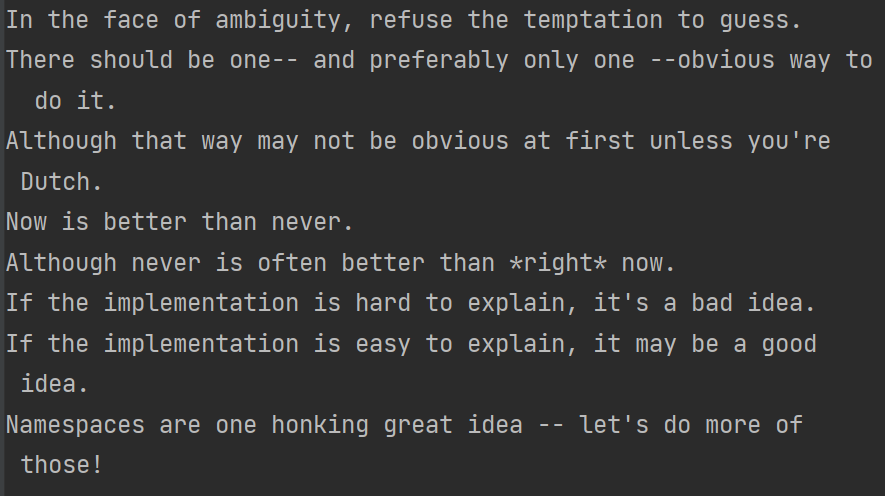 In the face of ambiguity, refuse the temptation to guess.
There should be one-- and preferably only one --obvious way to
do it.
Although that way may not be obvious at first unless you're
Dutch.
Now is better than never.
Although never is often better than *right* now.
If the implementation is hard to explain, it's a bad idea.
If the implementation is easy to explain, it may be a good
idea.
Namespaces are one honking great idea -- let's do more of
those!